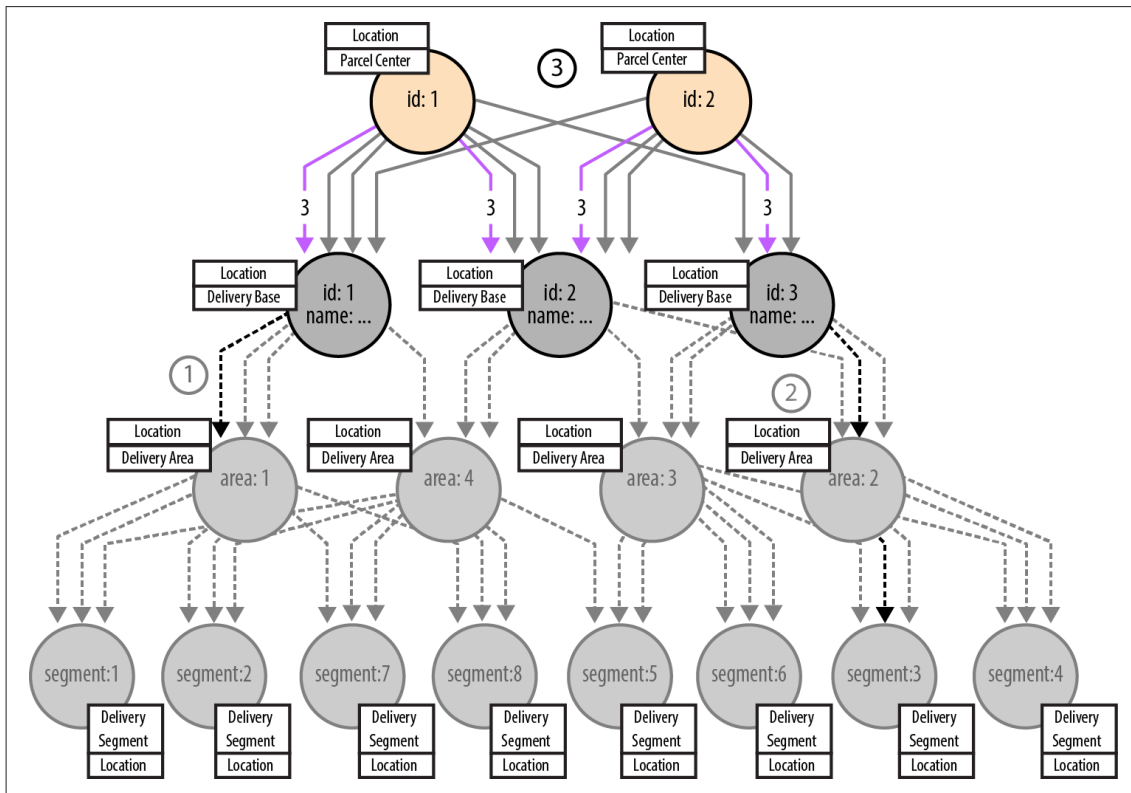 Location
Parcel Center
id: 1
3
Location
Parcel Center
id: 2
3
3
3
3
Location
Delivery Base
id: 1
name: ...
Location
Delivery Base
id: 2
name: ...
Location
Delivery Base
id: 3
name: ...
1
2
Location
Delivery Area
area: 1
Location
Delivery Area
area: 4
Location
Delivery Area
area: 3
Location
Delivery Area
area: 2
segment:1
segment:2
segment:7
segment:8
segment:5
segment:6
segment:3
segment:4
Delivery
Segment
Location
Delivery
Segment
Location
Delivery
Segment
Location
Delivery
Segment
Location
Delivery
Segment
Location
Delivery
Segment
Location
Delivery
Segment
Location
Delivery
Segment
Location